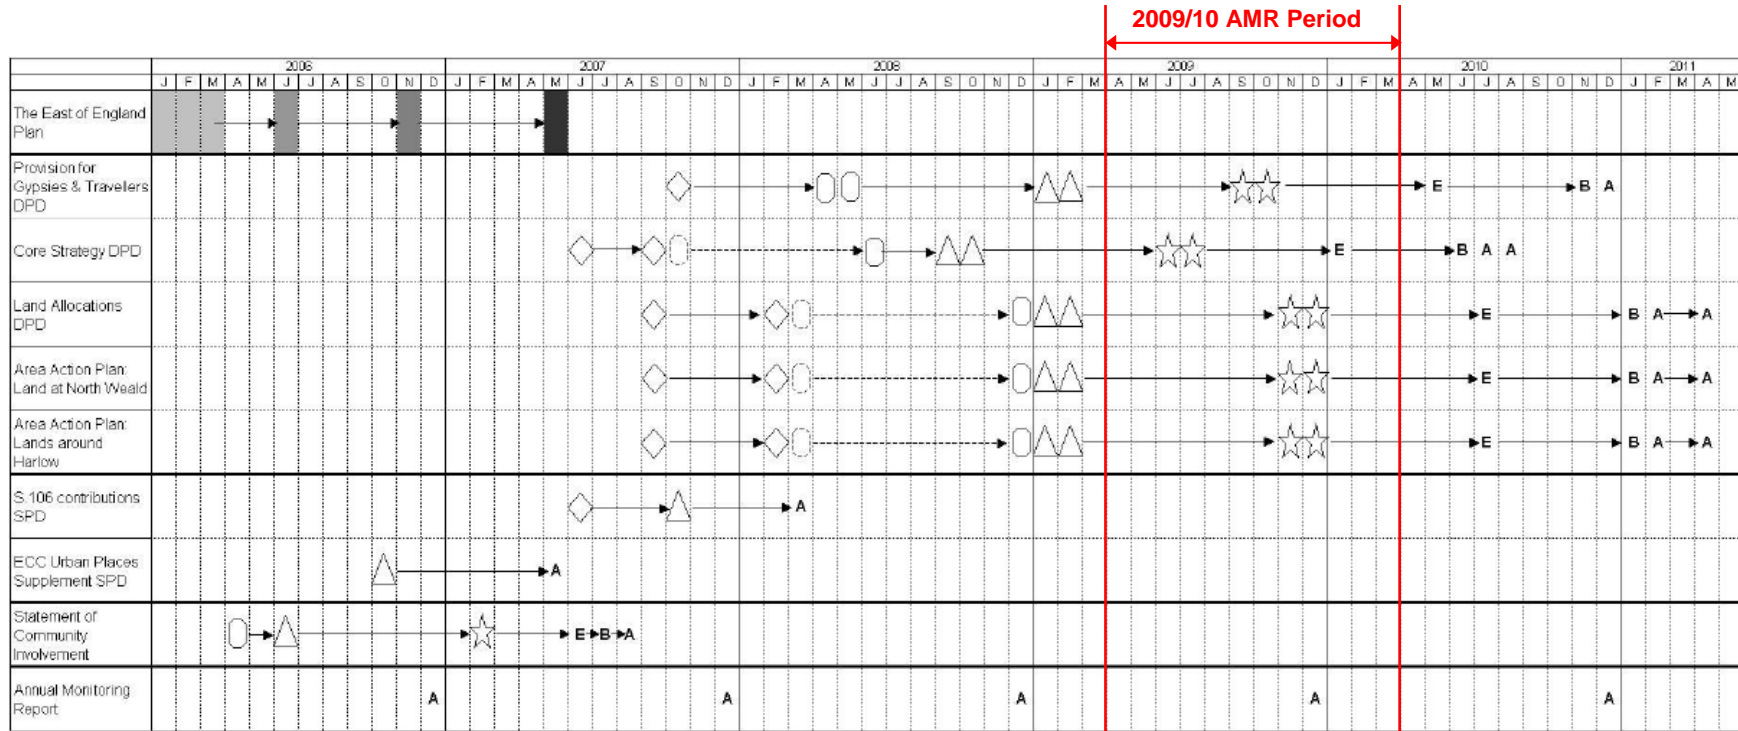 2009/10 AMR Period
2006 2007 2008 2009 2010 2011
J F M A M J J A S O N D J F M A M J J A S O N D J F M A M J J A S O N D J F M A M J J A S O N D J F M A M J J A S O N D J F M A M
The East of England
Plan
Provision for
Gypsies & Travellers
DPD
E B A
Core Strategy DPD
E B A A
Land Allocations
DPD
E B A A
Area Action Plan:
Land at North Weald
E B A A
Area Action Plan:
Lands around
Harlow
E B A A
S.106 contributions
SPD
A
ECC Urban Places
Supplement SPD
A
Statement of
Community
Involvement
E B A
Annual Monitoring
Report
A A A A A